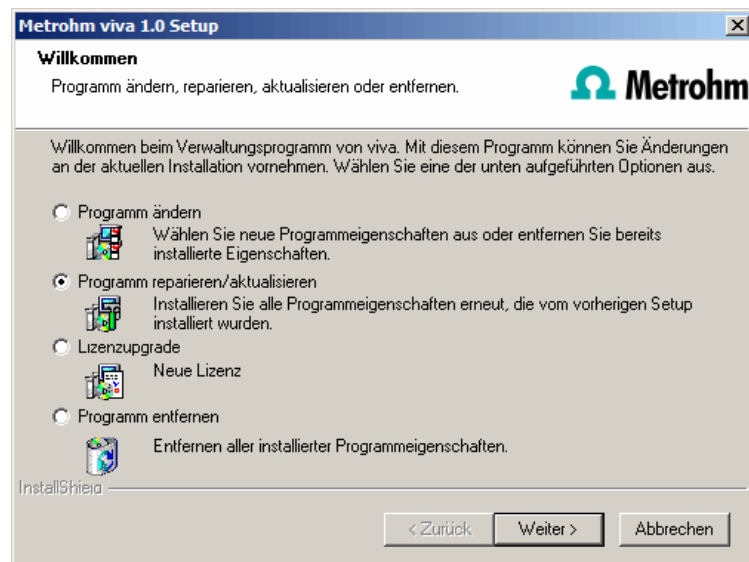 Metrohm viva 1.0 Setup
Willkommen
Programm ändern, reparieren, aktualisieren oder entfernen.
Metrohm
Willkommen beim Verwaltungsprogramm von viva. Mit diesem Programm können Sie Änderungen
an der aktuellen Installation vornehmen. Wählen Sie eine der unten aufgeführten Optionen aus.
Programm ändern
Wählen Sie neue Programmeigenschaften aus oder entfernen Sie bereits
installierte Eigenschaften.
Programm reparieren/aktualisieren
Installieren Sie alle Programmeigenschaften erneut, die vom vorherigen Setup
installiert wurden.
Lizenzupgrade
Neue Lizenz
Programm entfernen
Entfernen aller installierter Programmeigenschaften.
InstallShield
< Zurück
Weiter >
Abbrechen